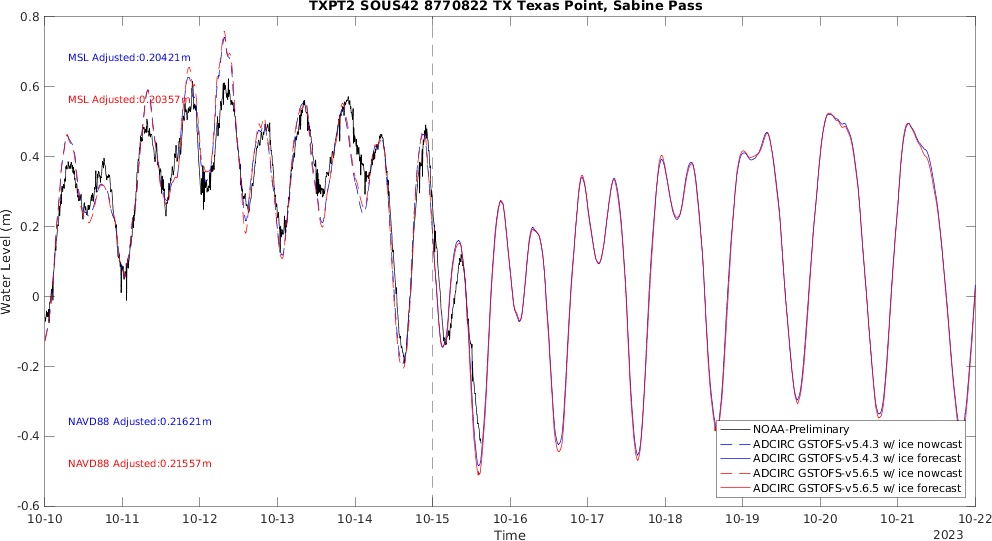 TXPT2 SOUS42 8770822 TX Texas Point, Sabine Pass
0.8
0.6
0.4
0.2
0
-0.2
-0.4
-0.6
Water Level (m)
MSL Adjusted:0.20421m
MSL Adjusted:0.20357m
NAVD88 Adjusted:0.21621m
NAVD88 Adjusted:0.21557m
NOAA-Preliminary
ADCIRC GSTOFS-v5.4.3 w/ ice nowcast
ADCIRC GSTOFS-v5.4.3 w/ ice forecast
ADCIRC GSTOFS-v5.6.5 w/ ice nowcast
ADCIRC GSTOFS-v5.6.5 w/ ice forecast
10-10 10-11 10-12 10-13 10-14 10-15 10-16 10-17 10-18 10-19 10-20 10-21 10-22
Time
2023